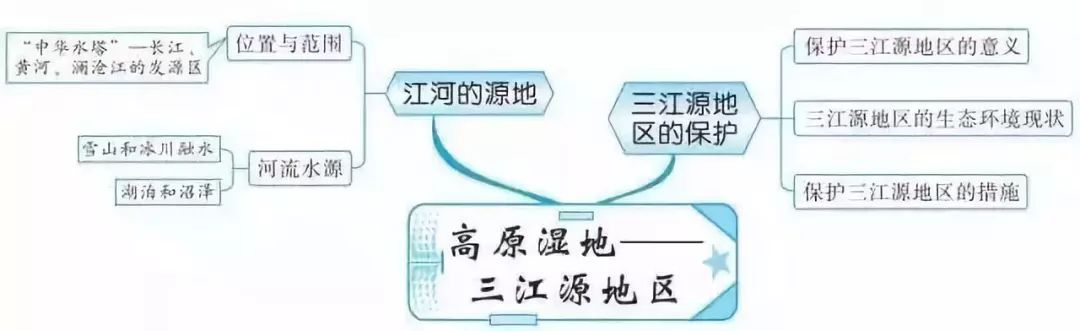 “中华水塔”—长江、
黄河、澜沧江的发源区
位置与范围
江河的源地
雪山和冰川融水
湖泊和沼泽
河流水源
三江源地
区的保护
保护三江源地区的意义
三江源地区的生态环境现状
保护三江源地区的措施
高原湿地——
三江源地区